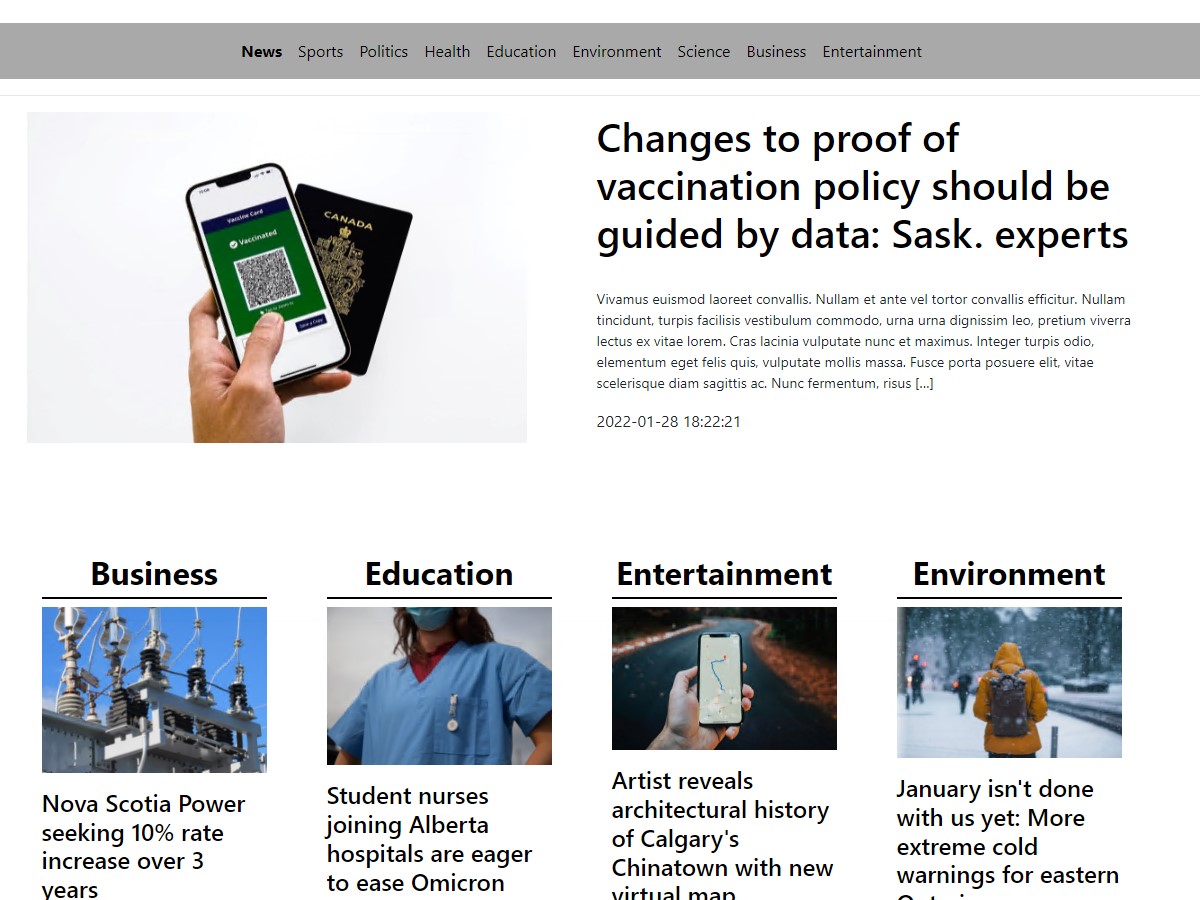 News Sports Politics Health Education Environment Science Business Entertainment
Vaccine Card
Vaccinated
Save a Copy
CANADA
Changes to proof of
vaccination policy should be
guided by data: Sask. experts
Vivamus euismod laoreet convallis. Nullam et ante vel tortor convallis efficitur. Nullam
tincidunt, turpis facilisis vestibulum commodo, urna urna dignissim leo, pretium viverra
lectus ex vitae lorem. Cras lacinia vulputate nunc et maximus. Integer turpis odio,
elementum eget felis quis, vulputate mollis massa. Fusce porta posuere elit, vitae
scelerisque diam sagittis ac. Nunc fermentum, risus [...]
2022-01-28 18:22:21
Business
Nova Scotia Power
seeking 10% rate
increase over 3
years
Education
Student nurses
joining Alberta
hospitals are eager
to ease Omicron
Entertainment
Artist reveals
architectural history
of Calgary's
Chinatown with new
virtual map
Environment
January isn't done
with us yet: More
extreme cold
warnings for eastern